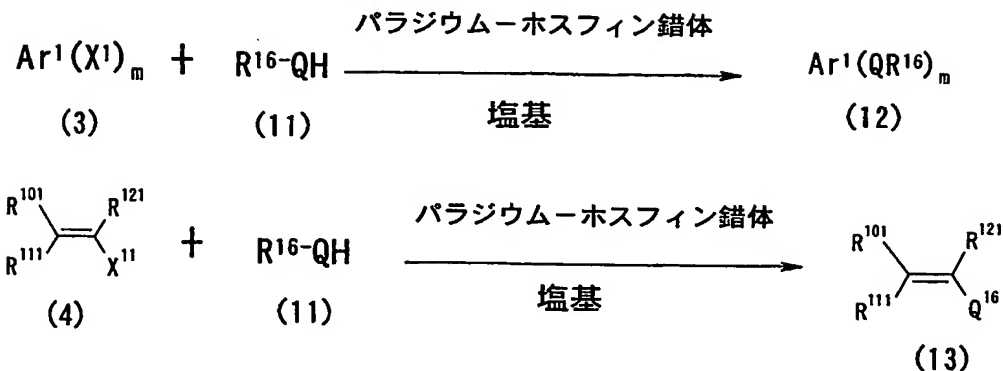 パラジウムーホスフィン錯体
Ar¹(X¹)ₘ + R¹⁶⁻QH Ar¹(QR¹⁶)ₘ
塩基
(3) (11) (12)
R¹⁰¹ R¹²¹ パラジウムーホスフィン錯体 R¹⁰¹ R¹²¹
+ R¹⁶⁻QH
R¹¹¹ X¹¹ 塩基 R¹¹¹ Q¹⁶
(4) (11) (13)